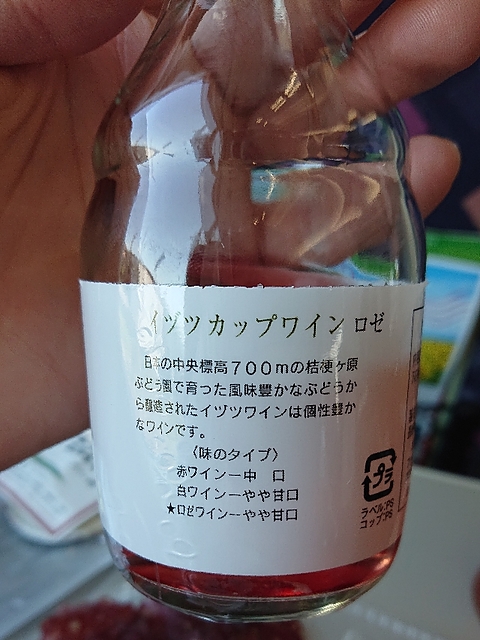 イヅツカップワイン ロゼ
日本の中央標高700mの桔梗ヶ原
ぶどう園で育った風味豊かなぶどうか
ら醸造されたイヅツワインは個性豊か
なワインです。
〈味のタイプ〉
赤ワインー中 口
白ワインーやや甘口
★ロゼワインーやや甘口
プラ
ラベル:PS
コップ:PS